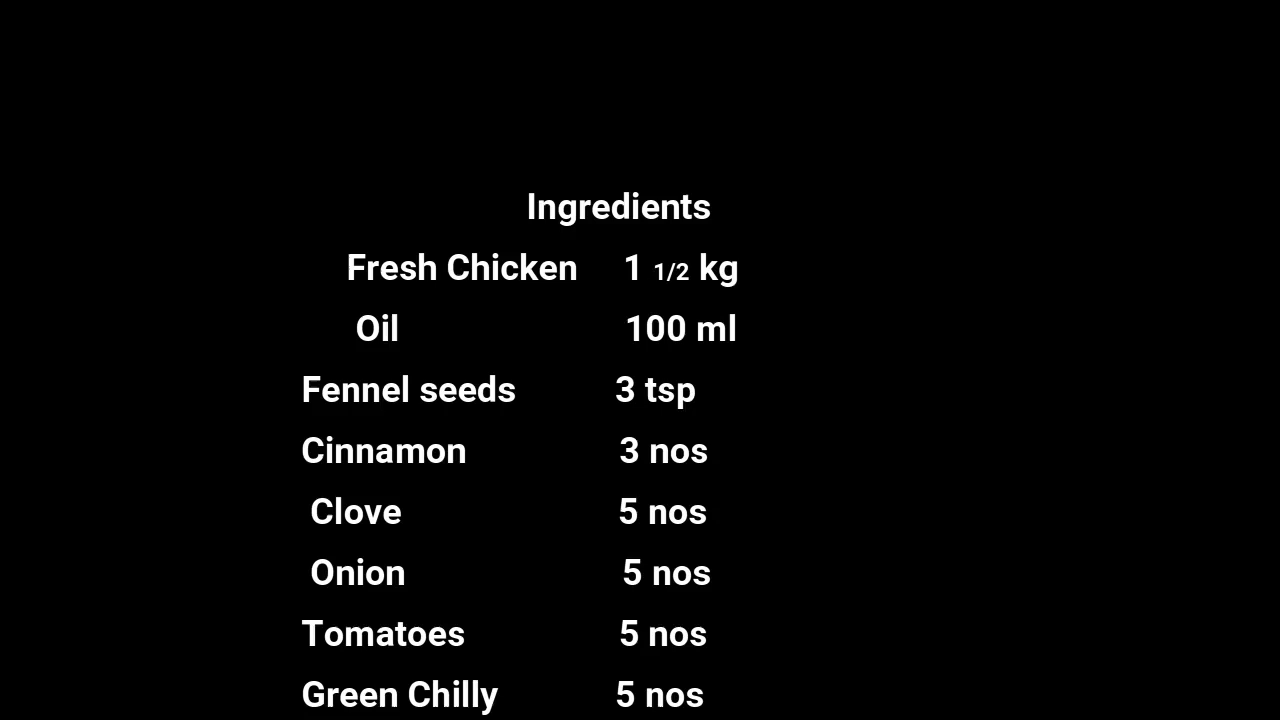 Ingredients
Fresh Chicken 1 1/2 kg
Oil 100 ml
Fennel seeds 3 tsp
Cinnamon 3 nos
Clove 5 nos
Onion 5 nos
Tomatoes 5 nos
Green Chilly 5 nos